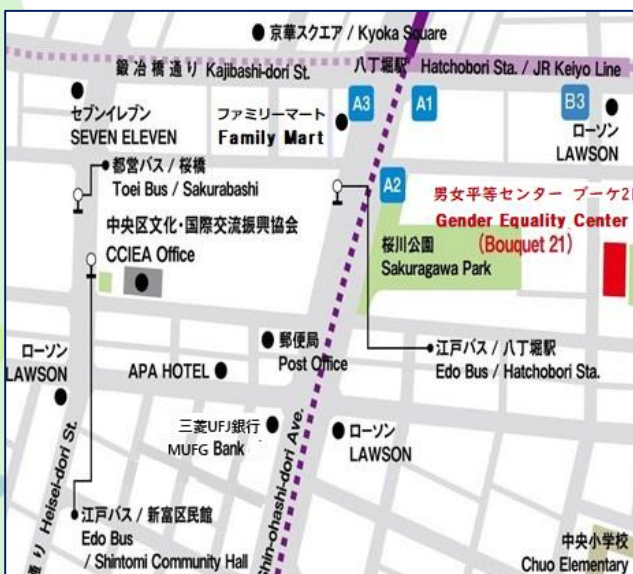 京華スクエア / Kyoka Square
鍛冶橋通り Kajibashi-dori St.
八丁堀駅 Hatchobori Sta. / JR Keiyo Line
セブンイレブン
SEVEN ELEVEN
ファミリーマート
Family Mart
A3
A1
B3
ローソン
LAWSON
都営バス / 桜橋
Toei Bus / Sakurabashi
A2
男女平等センター ブーケ21
Gender Equality Center
(Bouquet 21)
中央区文化・国際交流振興協会
CCIEA Office
桜川公園
Sakuragawa Park
郵便局
Post Office
江戸バス / 八丁堀駅
Edo Bus / Hatchobori Sta.
ローソン
LAWSON
APA HOTEL
三菱UFJ銀行
MUFG Bank
ローソン
LAWSON
江戸バス / 新富区民館
Edo Bus
/ Shintomi Community Hall
通り Heisei-dori St.
Shin-ohashi-dori Ave.
中央小学校
Chuo Elementary